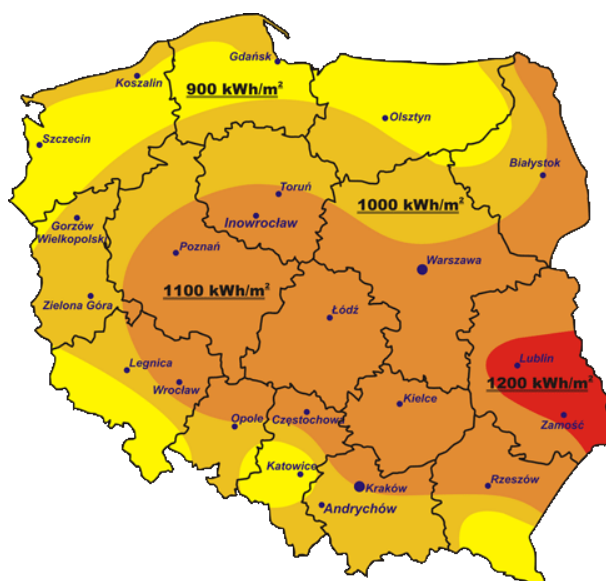 Gdańsk
Koszalin
900 kWh/m²
Olsztyn
Szczecin
Białystok
Toruń
1000 kWh/m²
Inowrocław
Gorzów
Wielkopolsk.
Poznań
Warszawa
1100 kWh/m²
Zielona Góra
Łódź
Lublin
Legnica
1200 kWh/m²
Wrocław
Kielce
Opole
Częstochowa
Zamość
Katowice
Kraków
Rzeszów
Andrychów